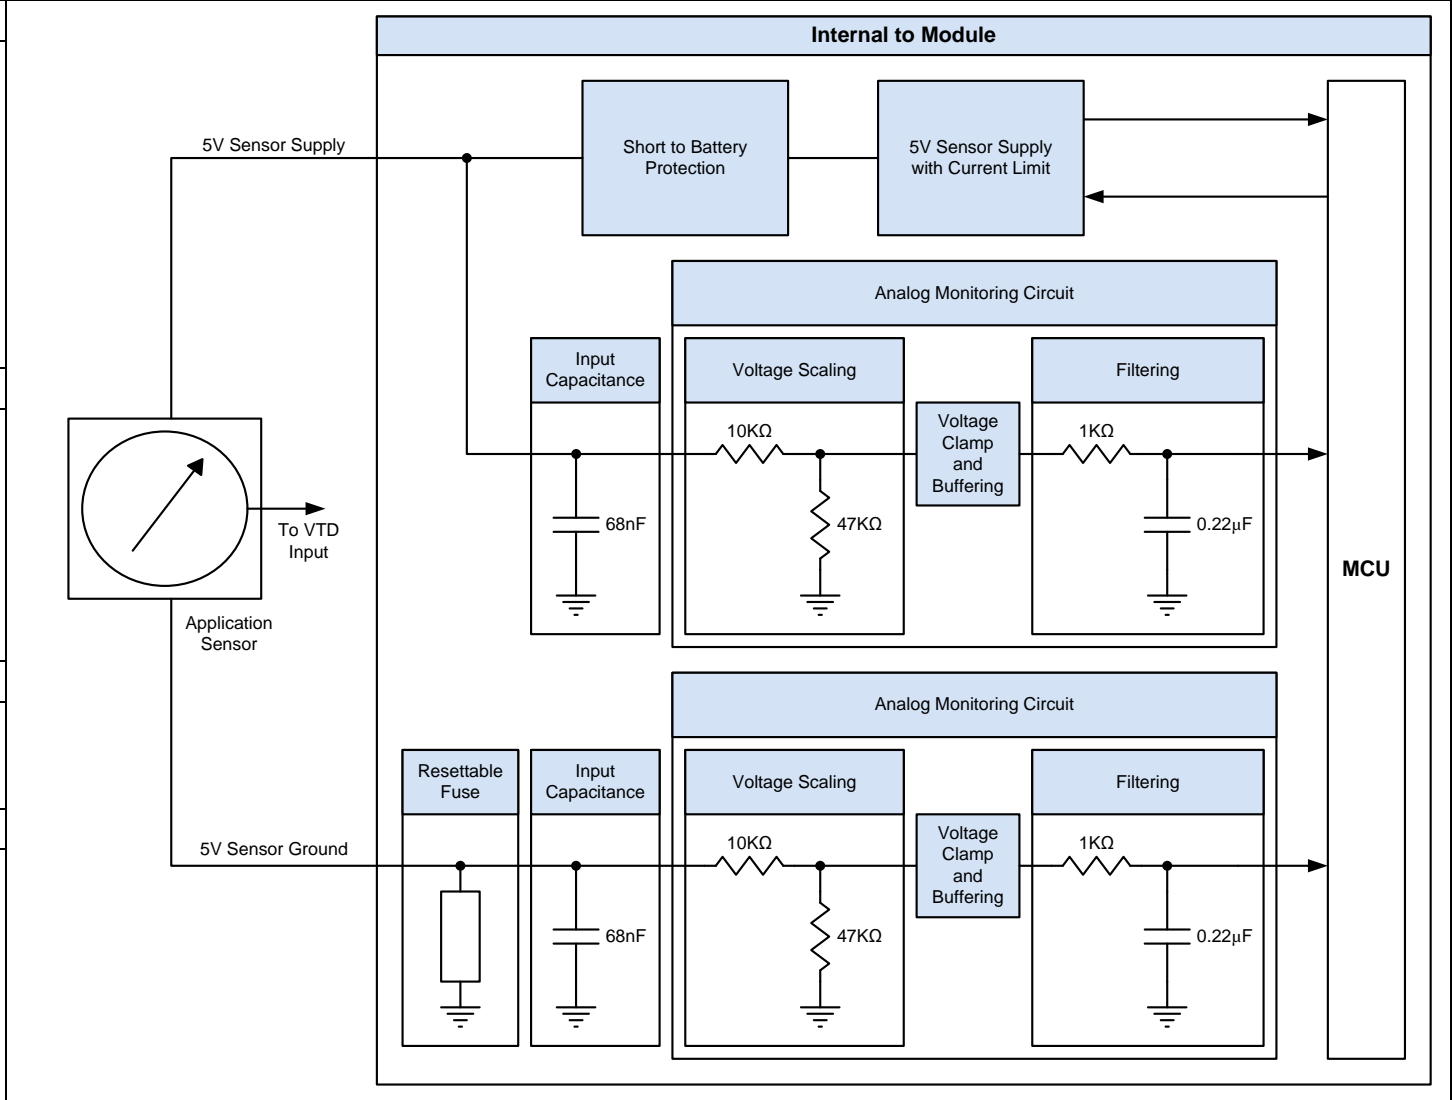 Internal to Module
5V Sensor Supply
Short to Battery
Protection
5V Sensor Supply
with Current Limit
Analog Monitoring Circuit
Input
Capacitance
Voltage Scaling
Filtering
10KΩ
Voltage
Clamp
and
Buffering
1KΩ
68nF
47KΩ
0.22µF
To VTD
Input
MCU
Application
Sensor
Analog Monitoring Circuit
Resettable
Fuse
Input
Capacitance
Voltage Scaling
Filtering
5V Sensor Ground
10KΩ
Voltage
Clamp
and
Buffering
1KΩ
68nF
47KΩ
0.22µF